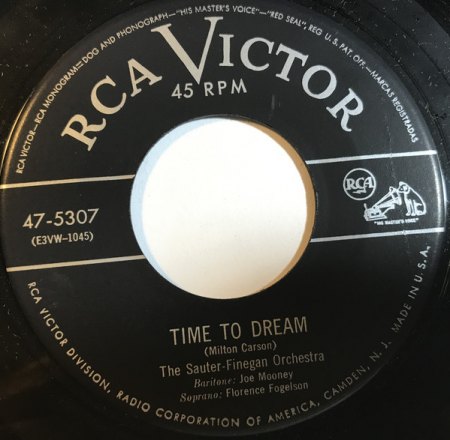 RCA VICTOR—RCA MONOGRAM—DOG AND PHONOGRAPH—"HIS MASTER'S VOICE"—"RED SEAL", REG U.S. PAT. OFF.—MARCAS REGISTRADAS
RCA VICTOR
45 RPM
47-5307
(E3VW-1045)
RCA
"HIS MASTER'S VOICE"
TIME TO DREAM
(Milton Carson)
The Sauter-Finegan Orchestra
Baritone: Joe Mooney
Soprano: Florence Fogelson
RCA VICTOR DIVISION, RADIO CORPORATION OF AMERICA, CAMDEN, N. J. MADE IN U.S.A.